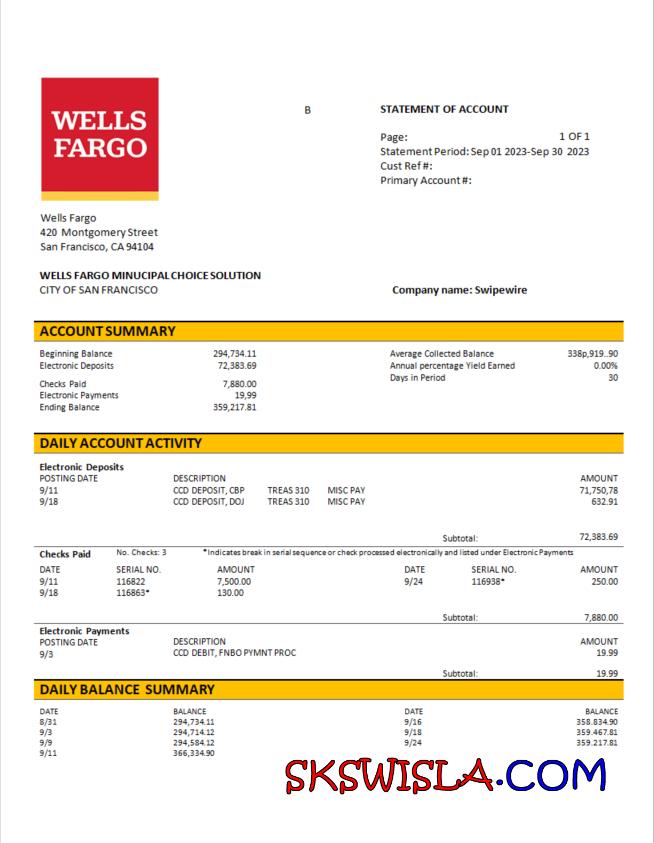 WELLS
FARGO
B
STATEMENT OF ACCOUNT
Page: 1 OF 1
Statement Period: Sep 01 2023-Sep 30 2023
Cust Ref #:
Primary Account #:
Wells Fargo
420 Montgomery Street
San Francisco, CA 94104
WELLS FARGO MINUCIPAL CHOICE SOLUTION
CITY OF SAN FRANCISCO
Company name: Swipewire
ACCOUNT SUMMARY
Beginning Balance 294,734.11 Average Collected Balance 338p,919..90
Electronic Deposits 72,383.69 Annual percentage Yield Earned 0.00%
Days in Period 30
Checks Paid 7,880.00
Electronic Payments 19,99
Ending Balance 359,217.81
DAILY ACCOUNT ACTIVITY
Electronic Deposits
POSTING DATE DESCRIPTION AMOUNT
9/11 CCD DEPOSIT, CBP TREAS 310 MISC PAY 71,750,78
9/18 CCD DEPOSIT, DOJ TREAS 310 MISC PAY 632.91
Subtotal: 72,383.69
Checks Paid No. Checks: 3 *Indicates break in serial sequence or check processed electronically and listed under Electronic Payments
DATE SERIAL NO. AMOUNT DATE SERIAL NO. AMOUNT
9/11 116822 7,500.00 9/24 116938* 250.00
9/18 116863* 130.00
Subtotal: 7,880.00
Electronic Payments
POSTING DATE DESCRIPTION AMOUNT
9/3 CCD DEBIT, FNBO PYMNT PROC 19.99
Subtotal: 19.99
DAILY BALANCE SUMMARY
DATE BALANCE DATE BALANCE
8/31 294,734.11 9/16 358.834.90
9/3 294,714.12 9/18 359.467.81
9/9 294,584.12 9/24 359.217.81
9/11 366,334.90
SKSWISLA.COM